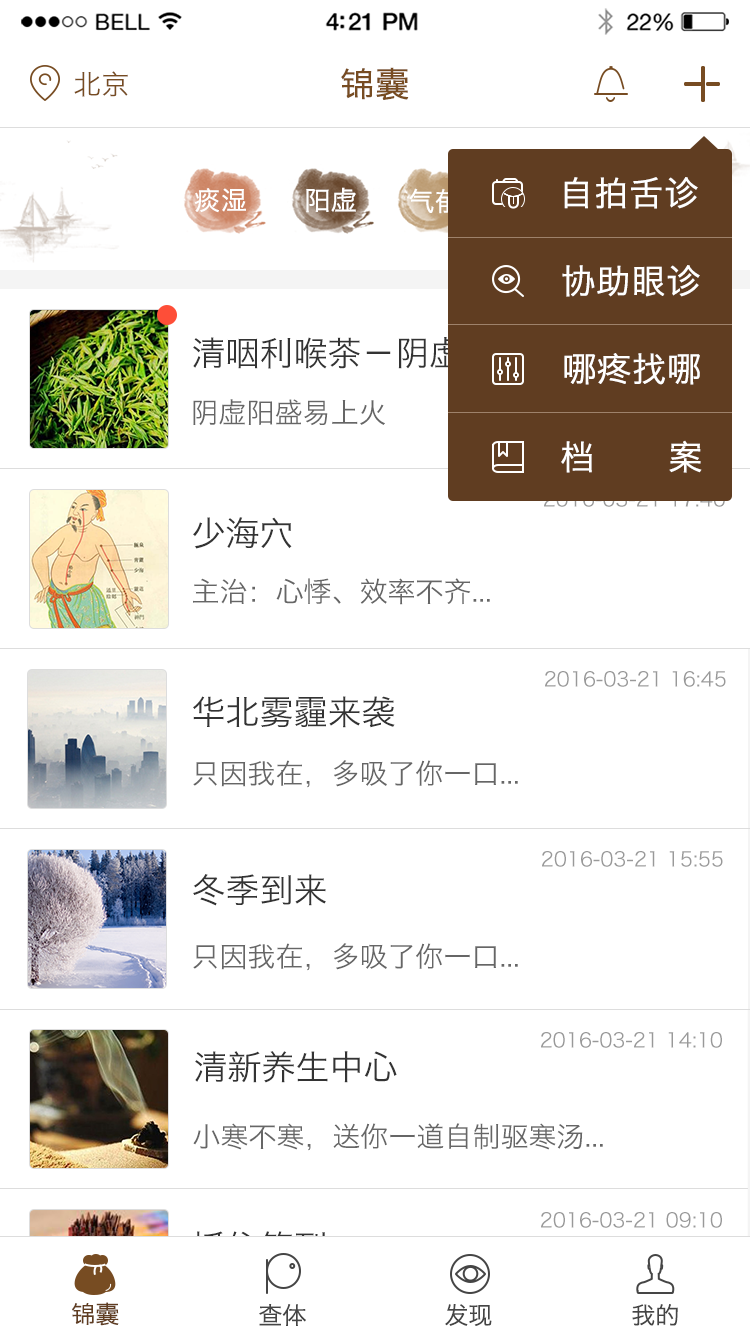 BELL
4:21 PM
22%
北京
锦囊
痰湿
阳虚
气郁
自拍舌诊
协助眼诊
哪疼找哪
档 案
清咽利喉茶－阴虚
阴虚阳盛易上火
2016-03-21 17:40
少海穴
主治：心悸、效率不齐...
2016-03-21 16:45
华北雾霾来袭
只因我在，多吸了你一口...
2016-03-21 15:55
冬季到来
只因我在，多吸了你一口...
2016-03-21 14:10
清新养生中心
小寒不寒，送你一道自制驱寒汤...
2016-03-21 09:10
锦囊
查体
发现
我的